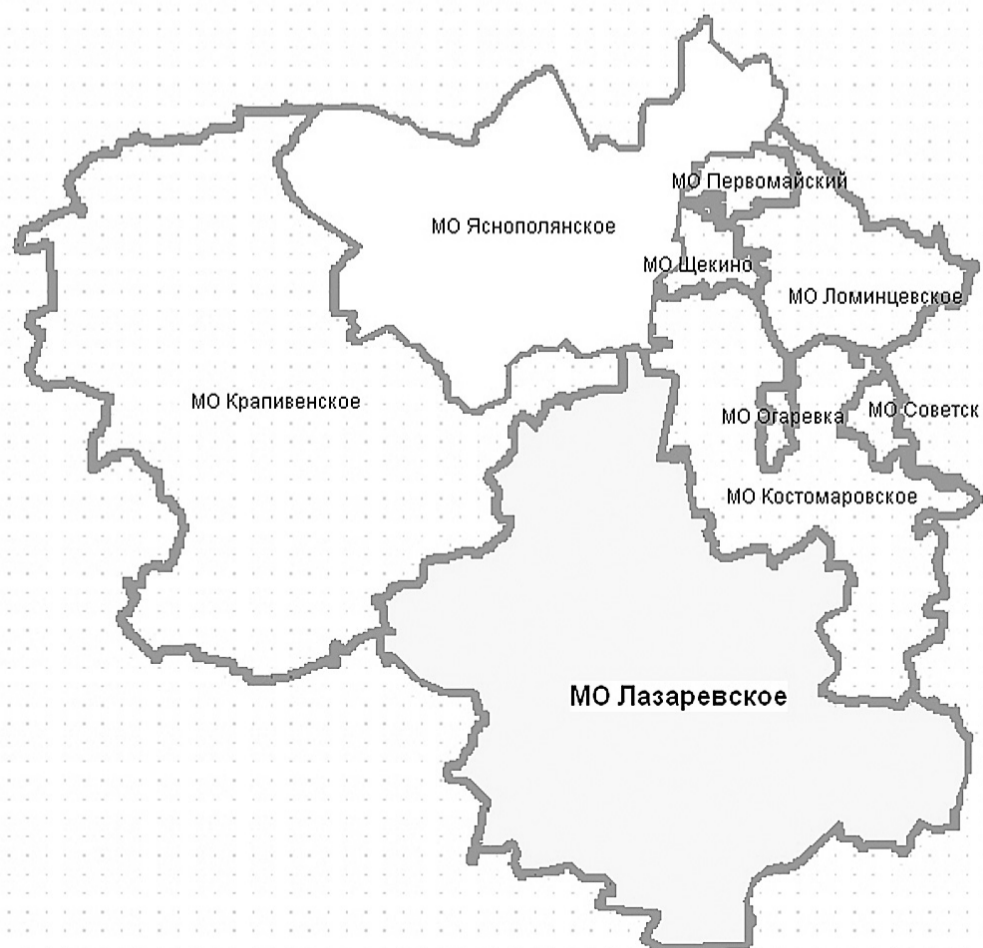 МО Первомайский
МО Яснополянское
МО Щекино
МО Ломинцевское
МО Крапивенское
МО Огаревка
МО Советск
МО Костомаровское
МО Лазаревское